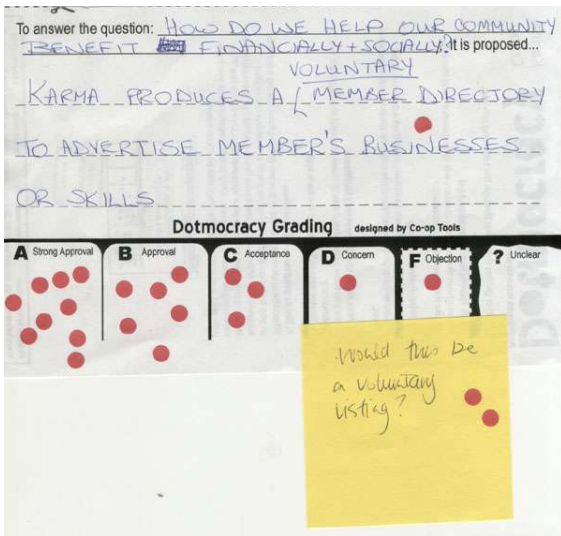 To answer the question: HOW DO WE HELP OUR COMMUNITY
BENEFIT FINANCIALLY + SOCIALLY? It is proposed...
VOLUNTARY
KARMA PRODUCES A MEMBER DIRECTORY
TO ADVERTISE MEMBER'S BUSINESSES
OR SKILLS
Dotmocracy Grading designed by Co-op Tools
A Strong Approval B Approval C Acceptance D Concern F Objection ? Unclear
Would this be
a voluntary
listing?